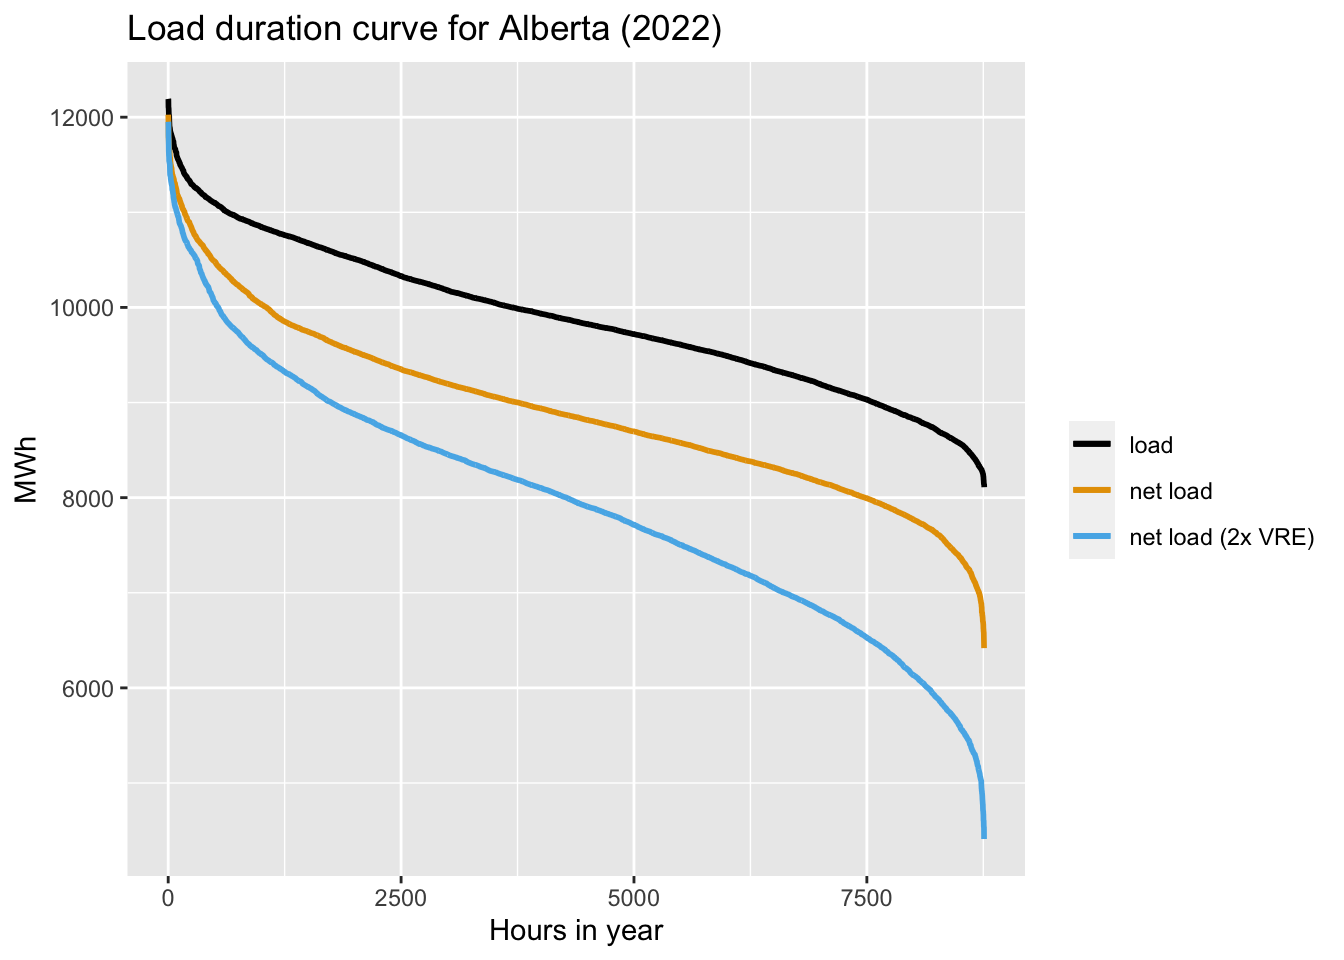 Load duration curve for Alberta (2022)
12000
10000
8000
6000
MWh
0 2500 5000 7500
Hours in year
load
net load
net load (2x VRE)